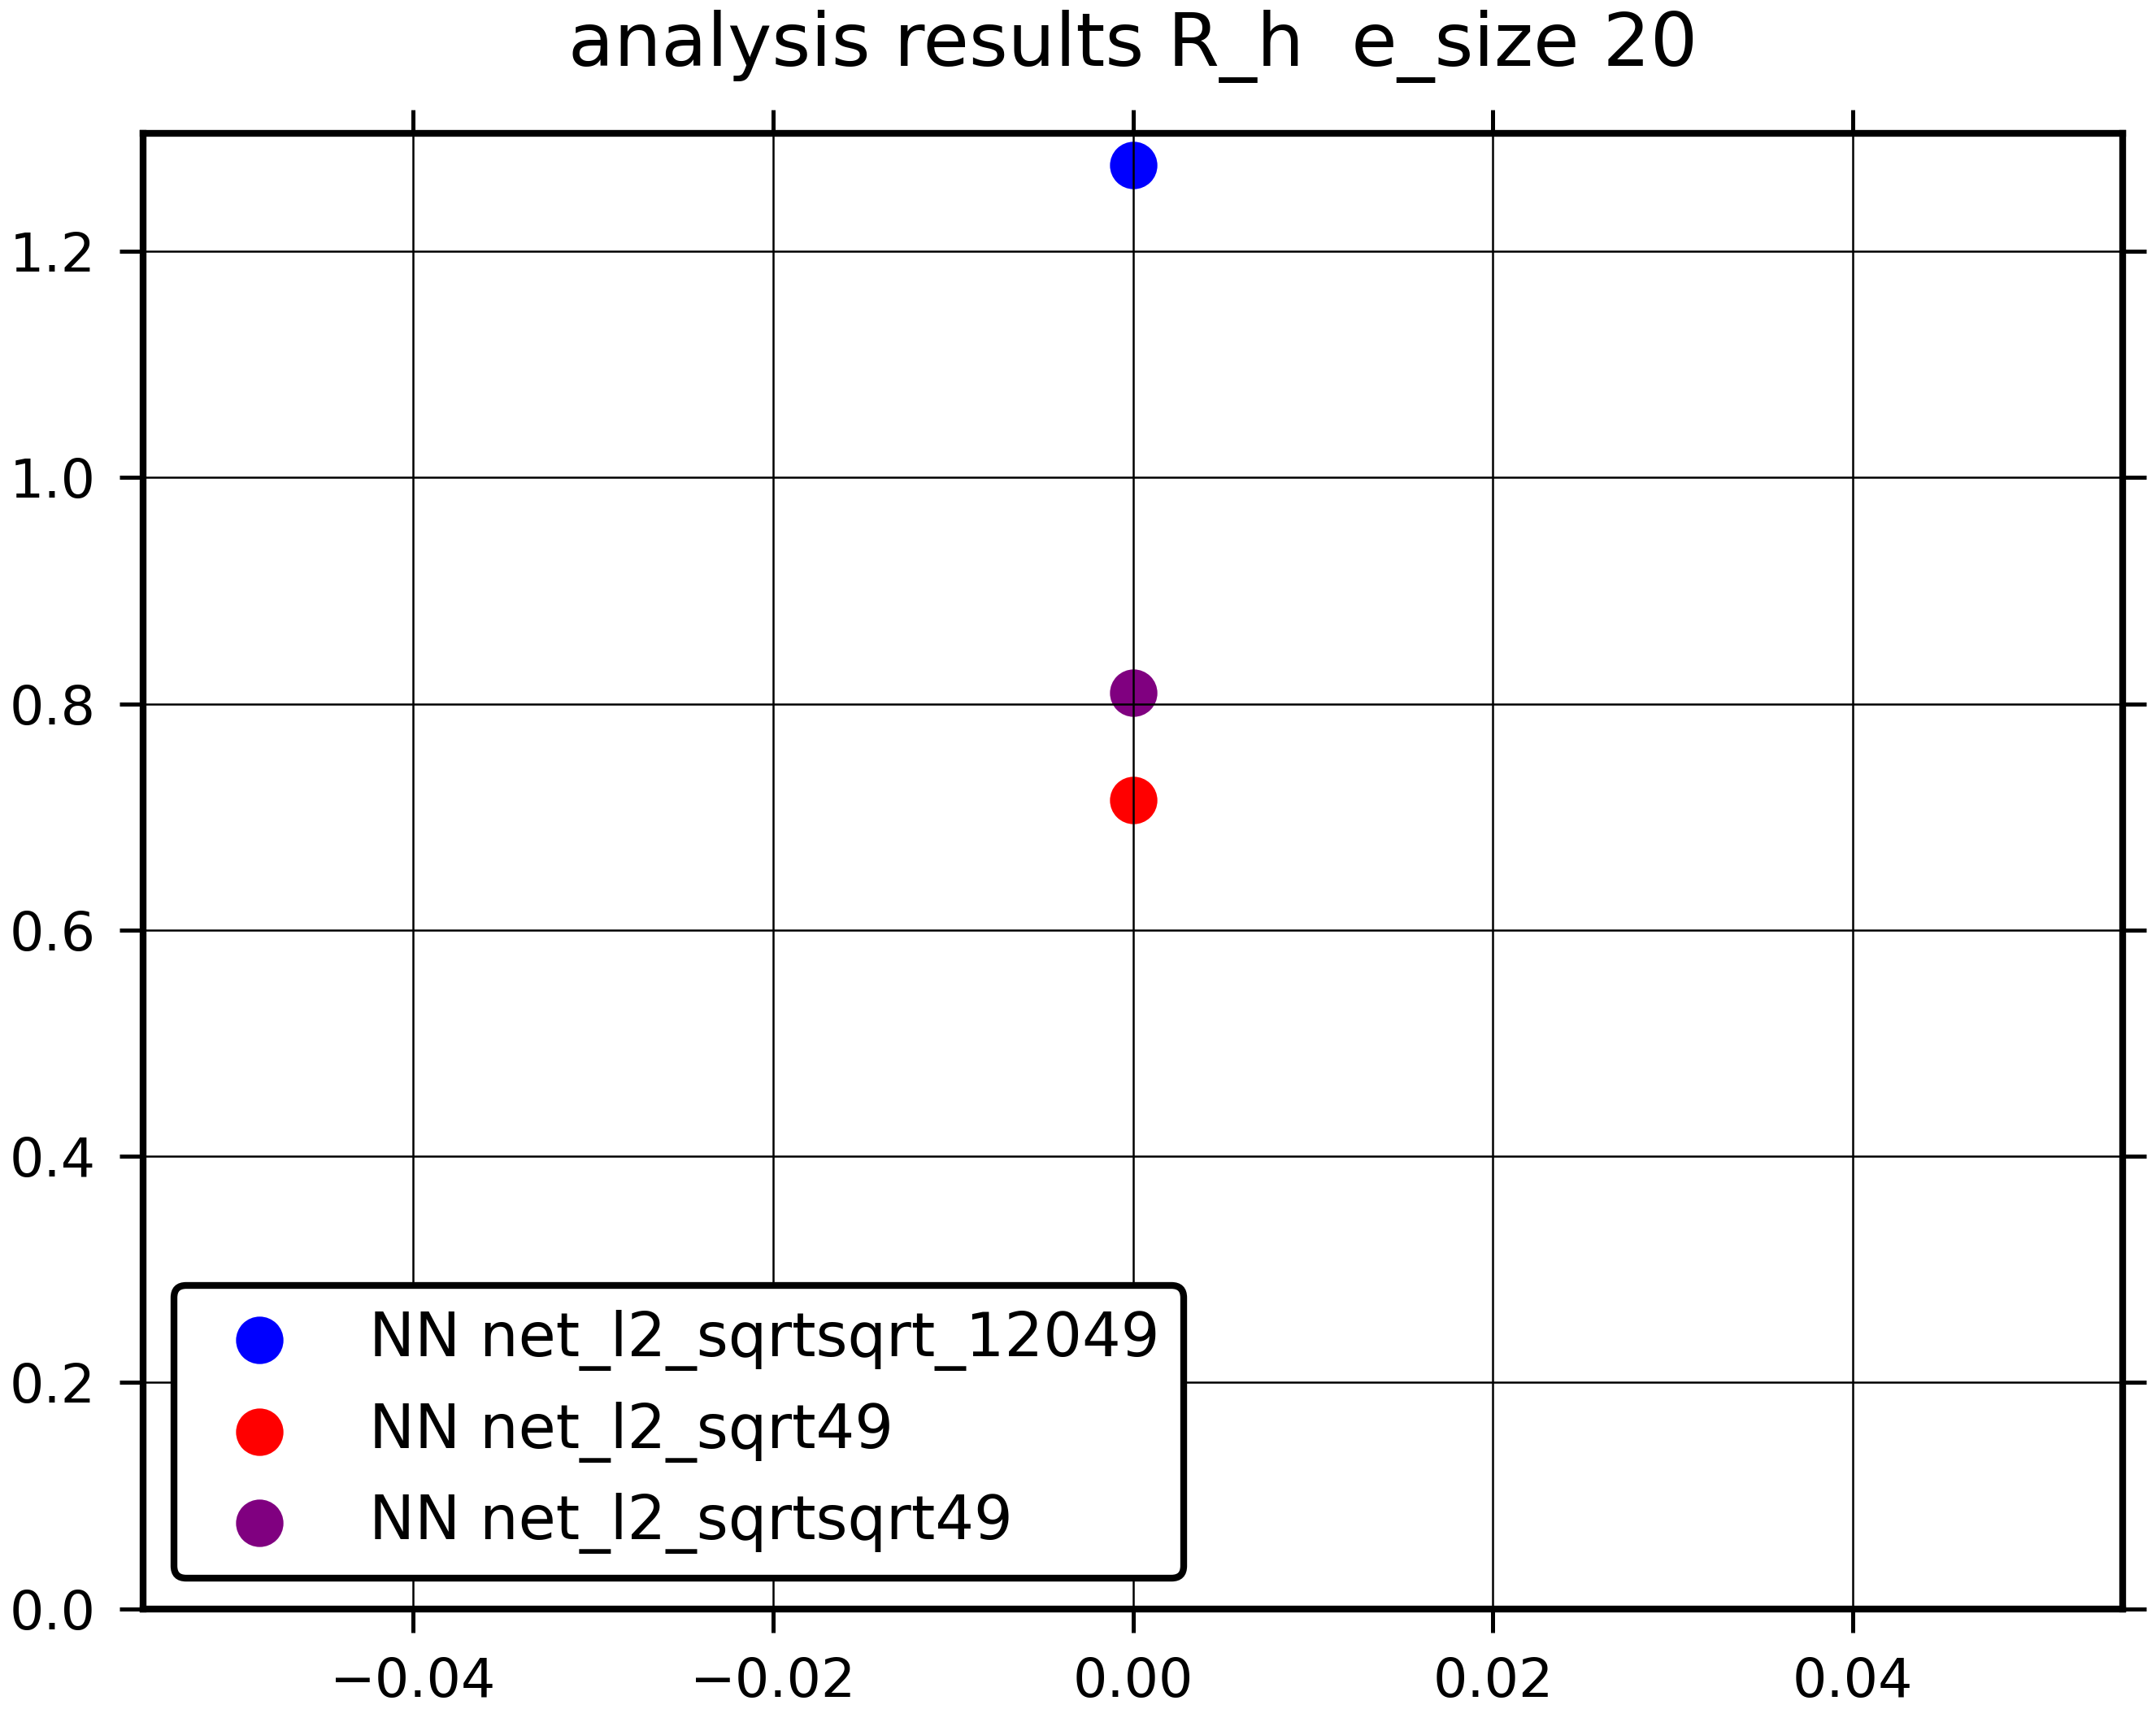 analysis results R_h  e_size 20
1.2
1.0
0.8
0.6
0.4
0.2
0.0
NN net_l2_sqrtsqrt_12049
NN net_l2_sqrt49
NN net_l2_sqrtsqrt49
−0.04 −0.02 0.00 0.02 0.04